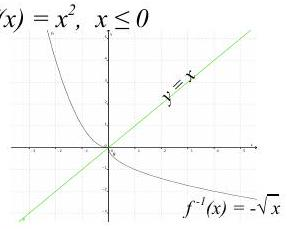 (x) = x², x ≤ 0
y = x
f⁻¹(x) = -√x